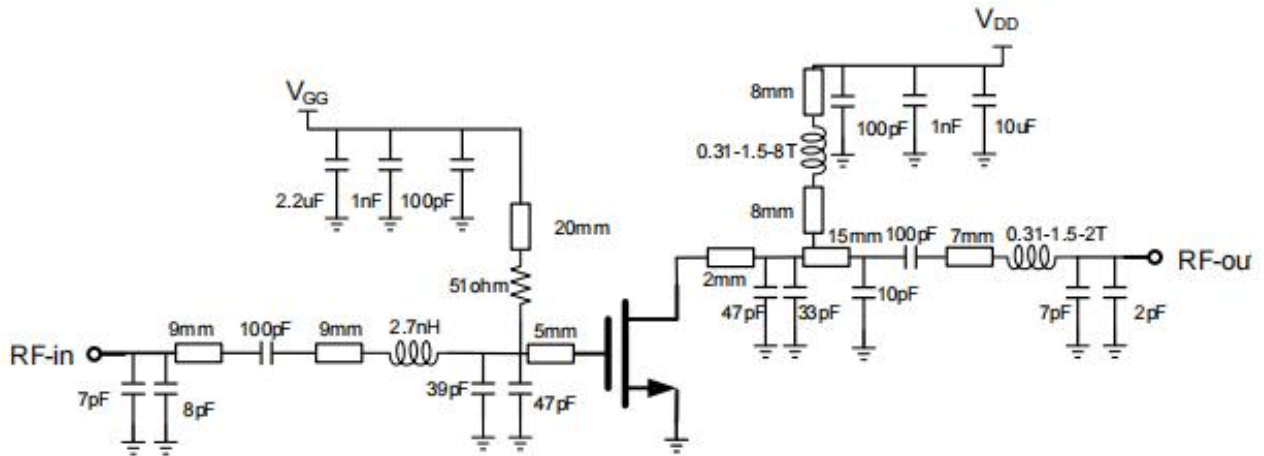 V_DD
8mm
100pF
1nF
10uF
0.31-1.5-8T
V_GG
2.2uF
1nF
100pF
8mm
20mm
15mm
100pF
7mm
0.31-1.5-2T
RF-ou
51ohm
2mm
47pF
33pF
10pF
7pF
2pF
RF-in
9mm
100pF
9mm
2.7nH
5mm
7pF
8pF
39pF
47pF